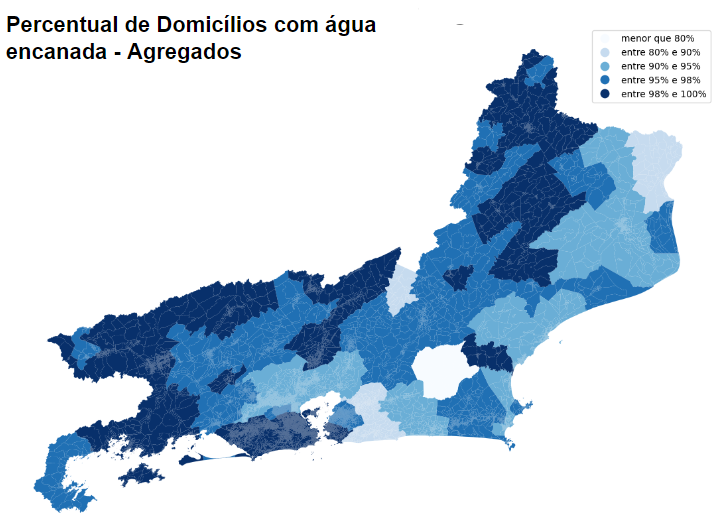 Percentual de Domicílios com água
encanada - Agregados
menor que 80%
entre 80% e 90%
entre 90% e 95%
entre 95% e 98%
entre 98% e 100%